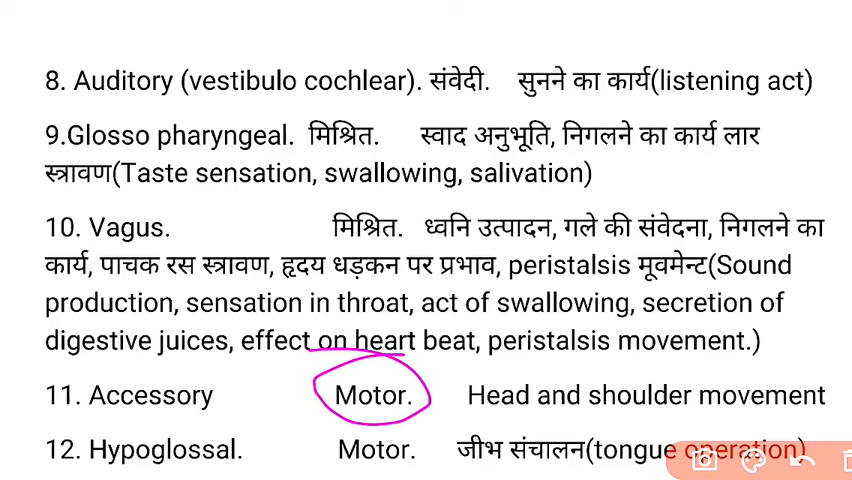 8. Auditory (vestibulo cochlear). संवेदी. सुनने का कार्य(listening act)
9.Glosso pharyngeal. मिश्रित. स्वाद अनुभूति, निगलने का कार्य लार
स्त्रावण(Taste sensation, swallowing, salivation)
10. Vagus. मिश्रित. ध्वनि उत्पादन, गले की संवेदना, निगलने का
कार्य, पाचक रस स्त्रावण, हृदय धड़कन पर प्रभाव, peristalsis मूवमेन्ट(Sound
production, sensation in throat, act of swallowing, secretion of
digestive juices, effect on heart beat, peristalsis movement.)
11. Accessory Motor. Head and shoulder movement
12. Hypoglossal. Motor. जीभ संचालन(tongue operation)